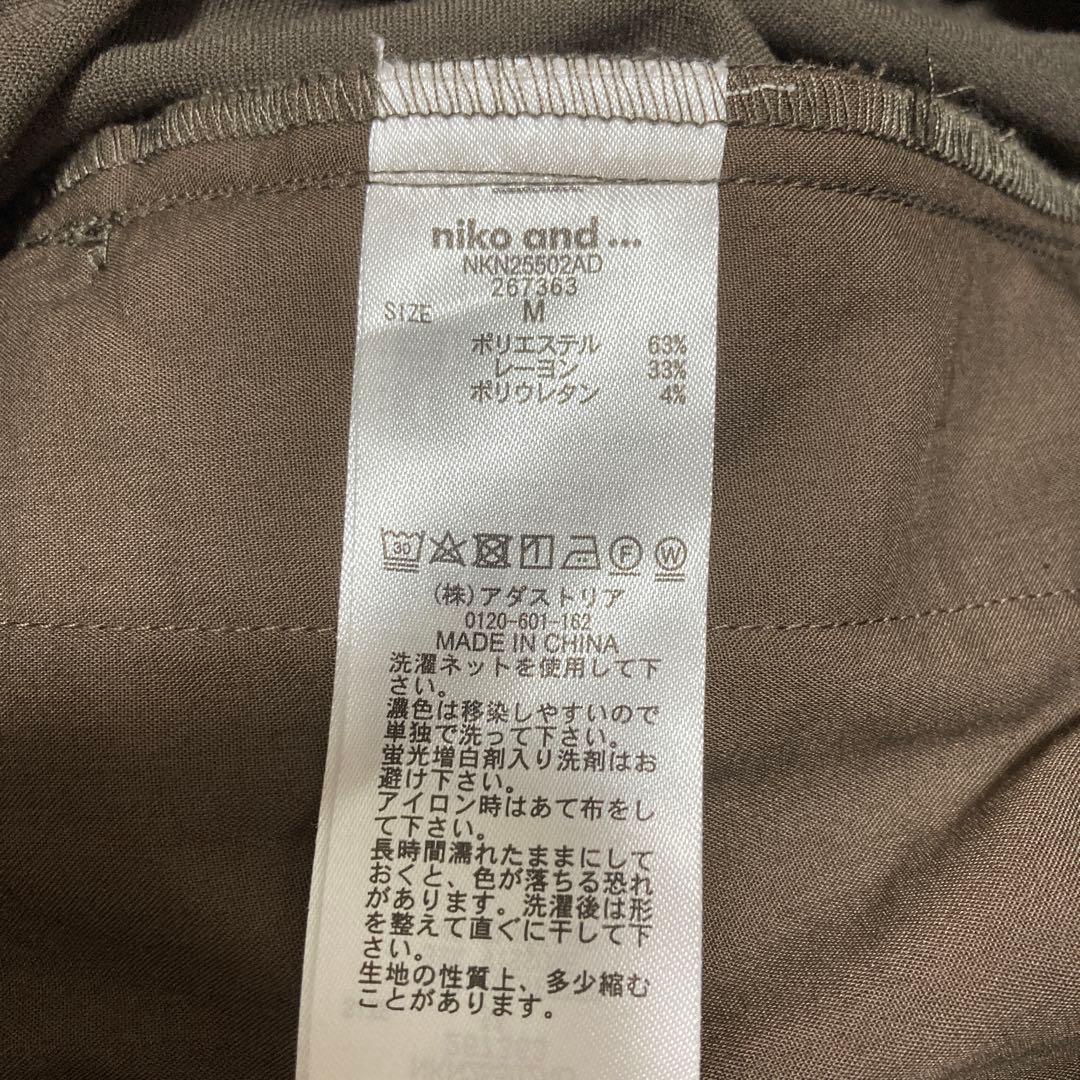 niko and ...
NKN25502AD
267363
SIZE M
ポリエステル 63%
レーヨン 33%
ポリウレタン 4%
30 F W
(株)アダストリア
0120-601-162
MADE IN CHINA
洗濯ネットを使用して下
さい。
濃色は移染しやすいので
単独で洗って下さい。
蛍光増白剤入り洗剤はお
避け下さい。
アイロン時はあて布をし
て下さい。
長時間濡れたままにして
おくと、色が落ちる恐れ
があります。洗濯後は形
を整えて直ぐに干して下
さい。
生地の性質上、多少縮む
ことがあります。